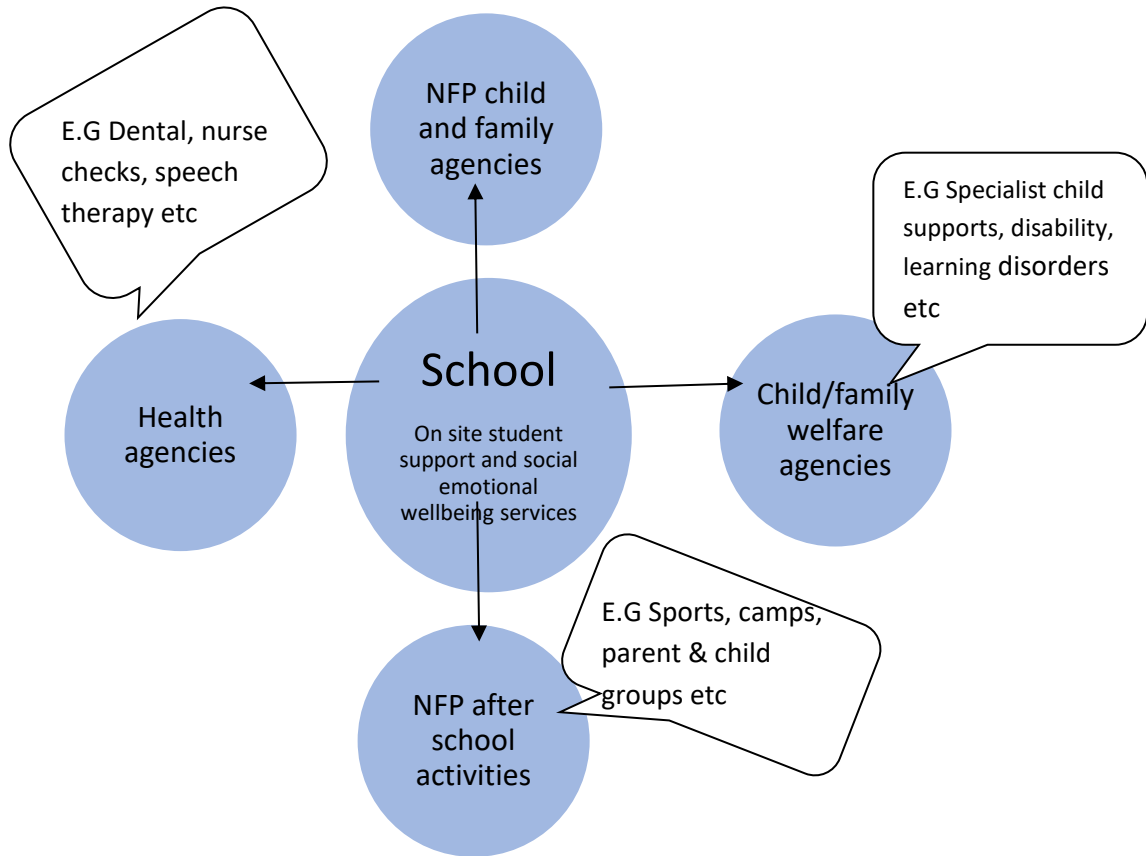 NFP child
and family
agencies
E.G Dental, nurse
checks, speech
therapy etc
E.G Specialist child
supports, disability,
learning disorders
etc
School
On site student
support and social
emotional
wellbeing services
Health
agencies
Child/family
welfare
agencies
E.G Sports, camps,
parent & child
groups etc
NFP after
school
activities